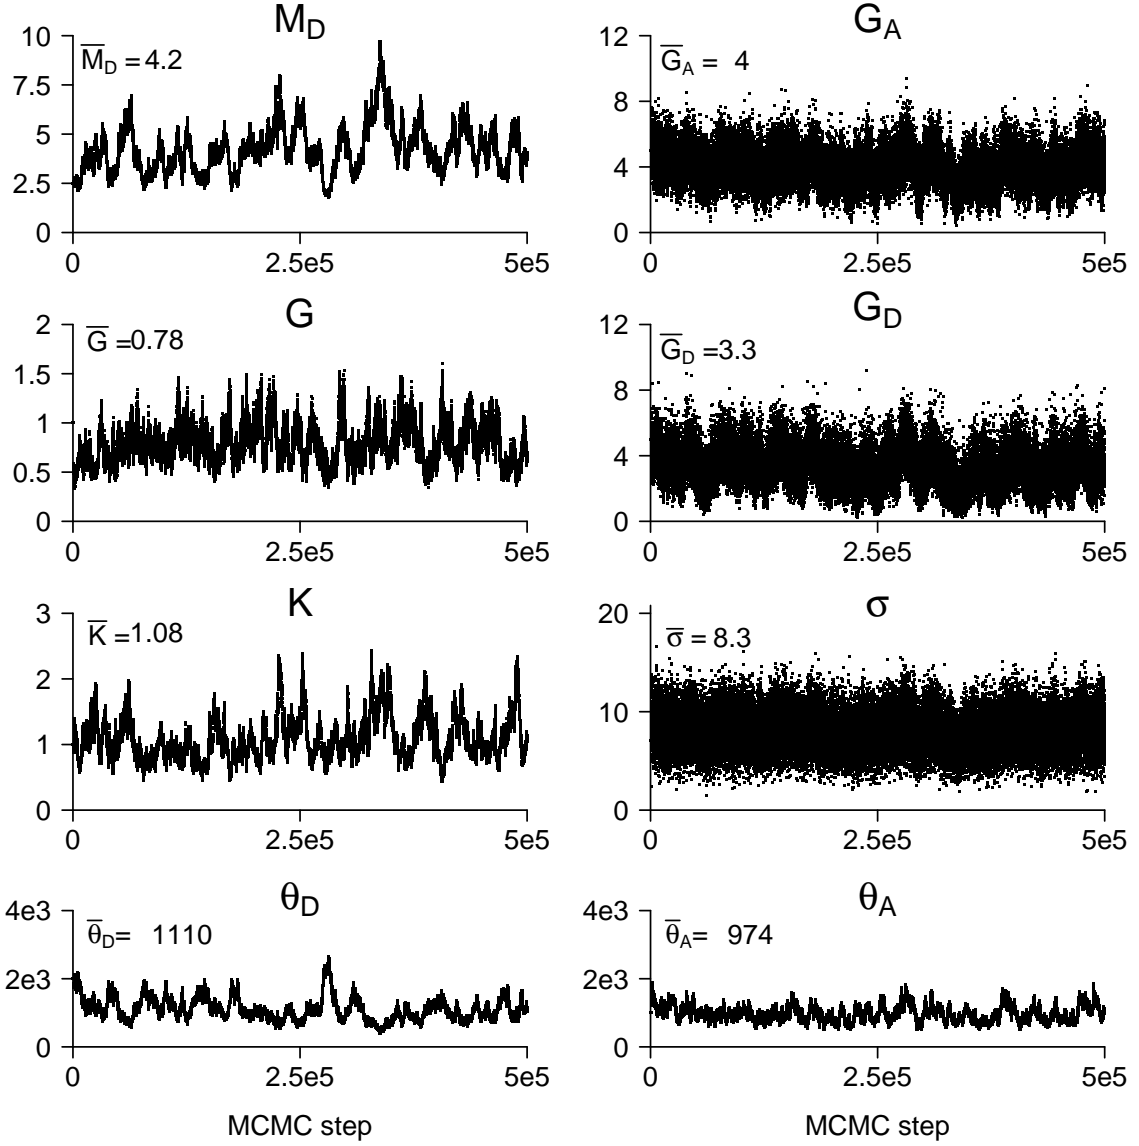 M_D
10
7.5
5
2.5
0
M̅_D = 4.2
0 2.5e5 5e5
G_A
12
8
4
0
G̅_A = 4
0 2.5e5 5e5
G
2
1.5
1
0.5
0
G̅ =0.78
0 2.5e5 5e5
G_D
12
8
4
0
G̅_D =3.3
0 2.5e5 5e5
K
3
2
1
0
K̅ =1.08
0 2.5e5 5e5
σ
20
10
0
σ̅ = 8.3
0 2.5e5 5e5
θ_D
4e3
2e3
0
θ̅_D= 1110
0 2.5e5 5e5
MCMC step
θ_A
4e3
2e3
0
θ̅_A= 974
0 2.5e5 5e5
MCMC step